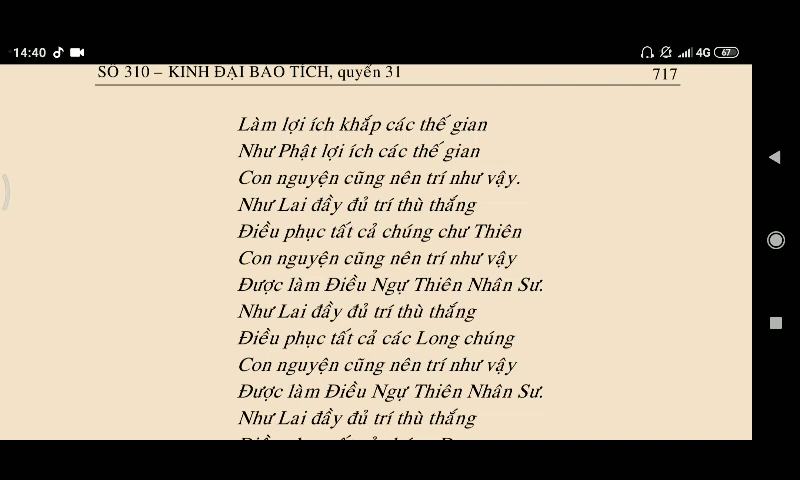 14:40
4G
67
SỐ 310 – KINH ĐẠI BẢO TÍCH, quyển 31
717
Làm lợi ích khắp các thế gian
Như Phật lợi ích các thế gian
Con nguyện cũng nên trí như vậy.
Như Lai đầy đủ trí thù thắng
Điều phục tất cả chúng chư Thiên
Con nguyện cũng nên trí như vậy
Được làm Điều Ngự Thiên Nhân Sư.
Như Lai đầy đủ trí thù thắng
Điều phục tất cả các Long chúng
Con nguyện cũng nên trí như vậy
Được làm Điều Ngự Thiên Nhân Sư.
Như Lai đầy đủ trí thù thắng